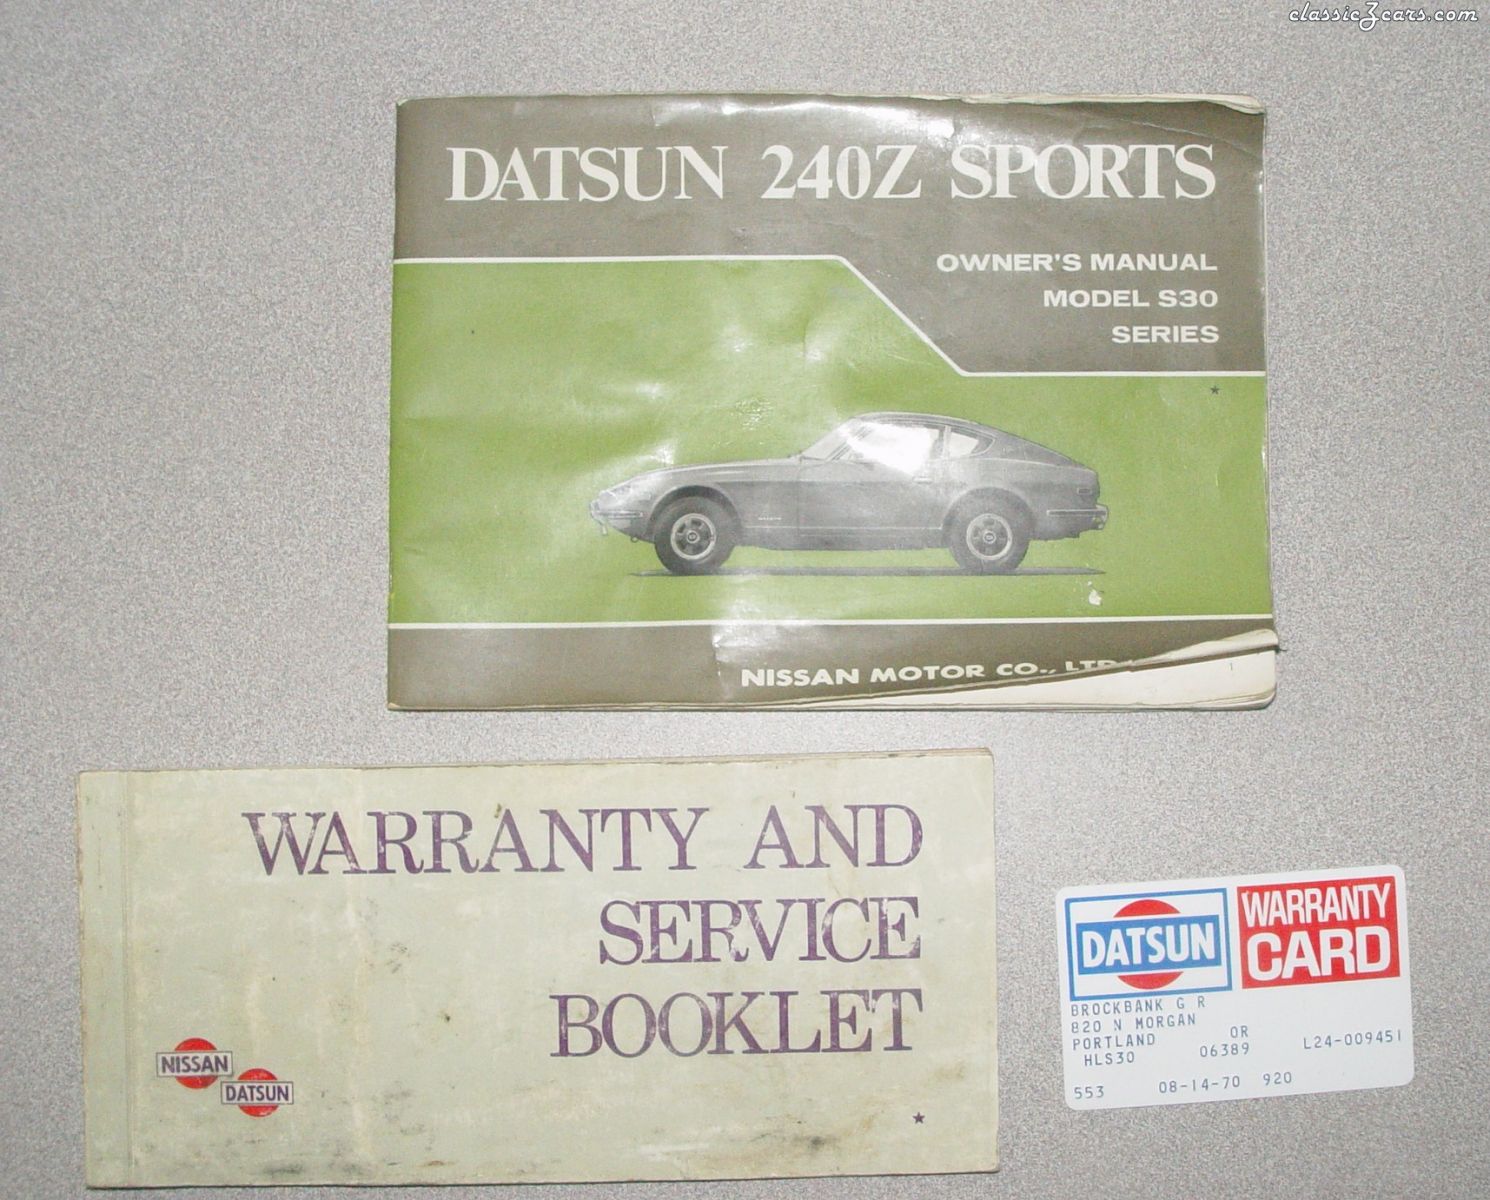 classiczcars.com
DATSUN 240Z SPORTS
OWNER'S MANUAL
MODEL S30
SERIES
★
NISSAN MOTOR CO., LTD
1
WARRANTY AND
SERVICE
BOOKLET
NISSAN
DATSUN
★
DATSUN
WARRANTY
CARD
BROCKBANK G R
820 N MORGAN
PORTLAND OR
HLS30 06389 L24-009451
553 08-14-70 920